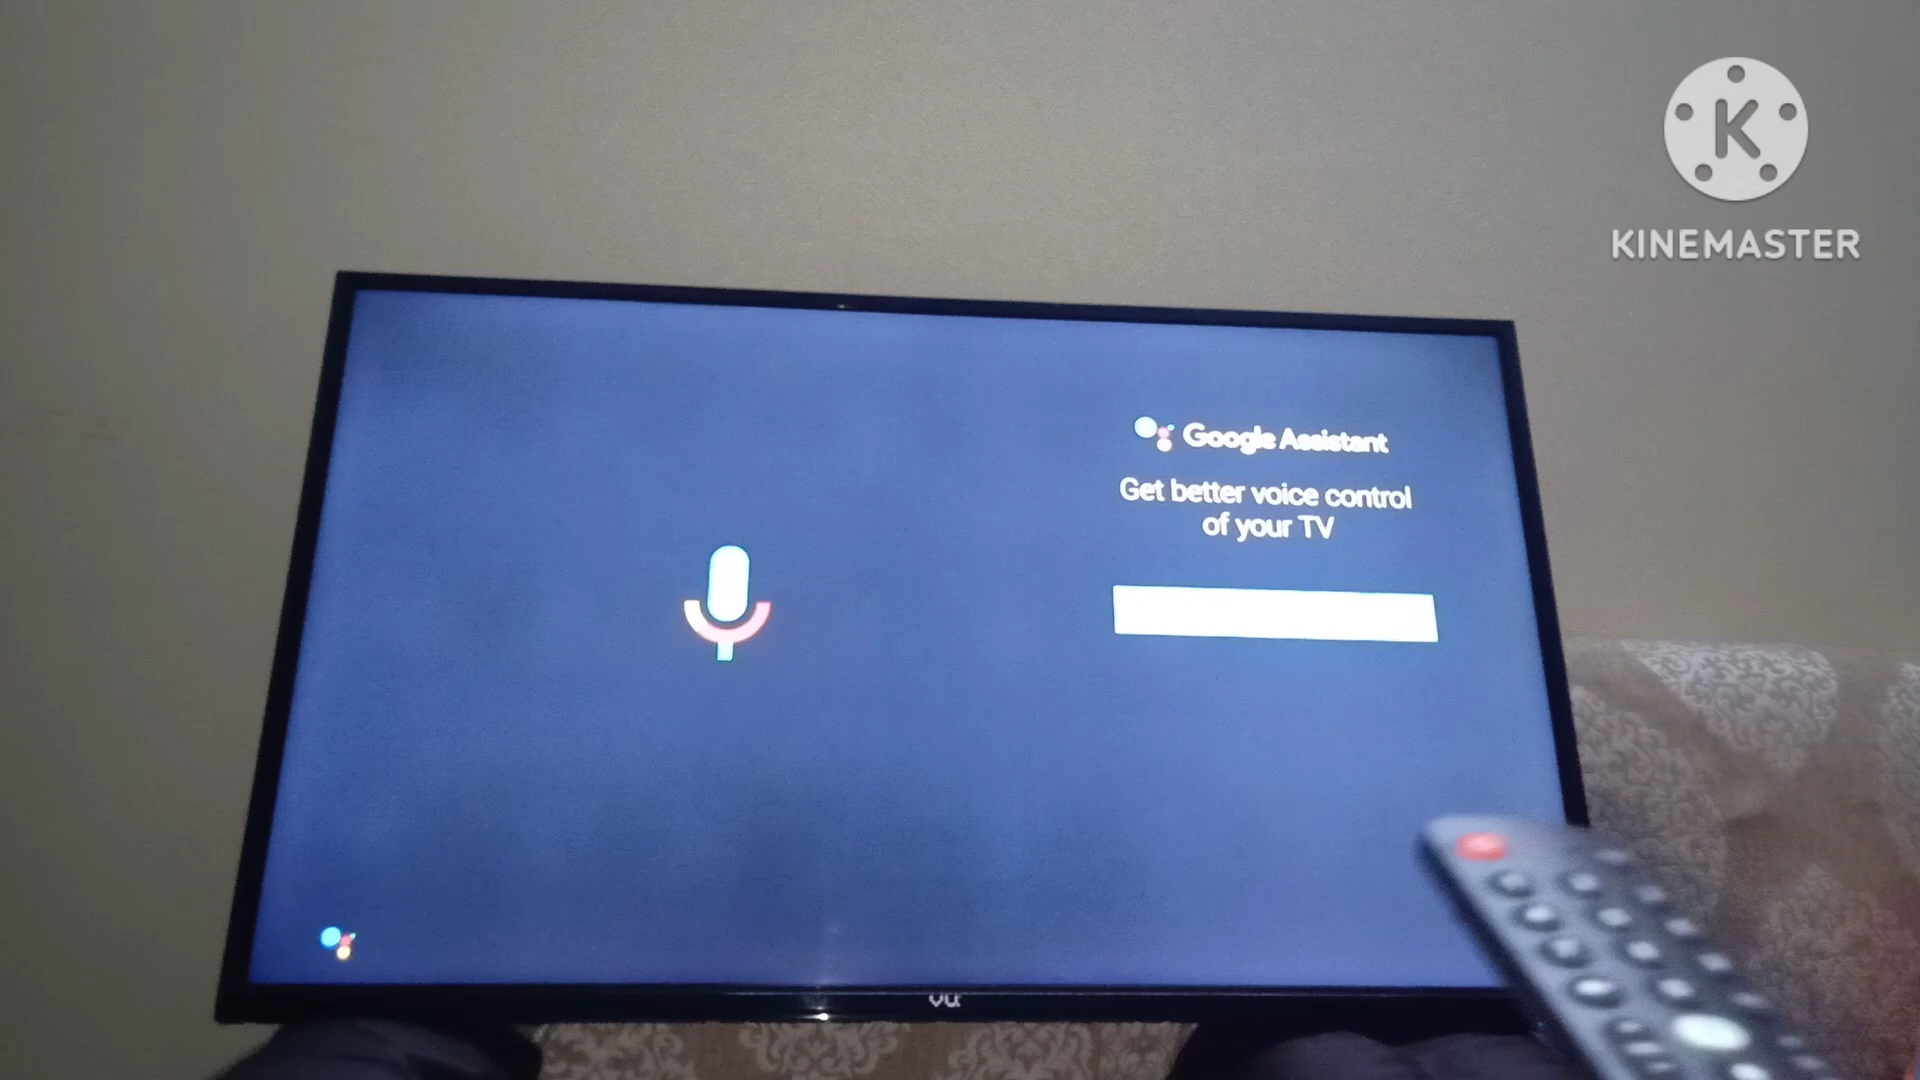 K
KINEMASTER
Google Assistant
Get better voice control
of your TV
Vu